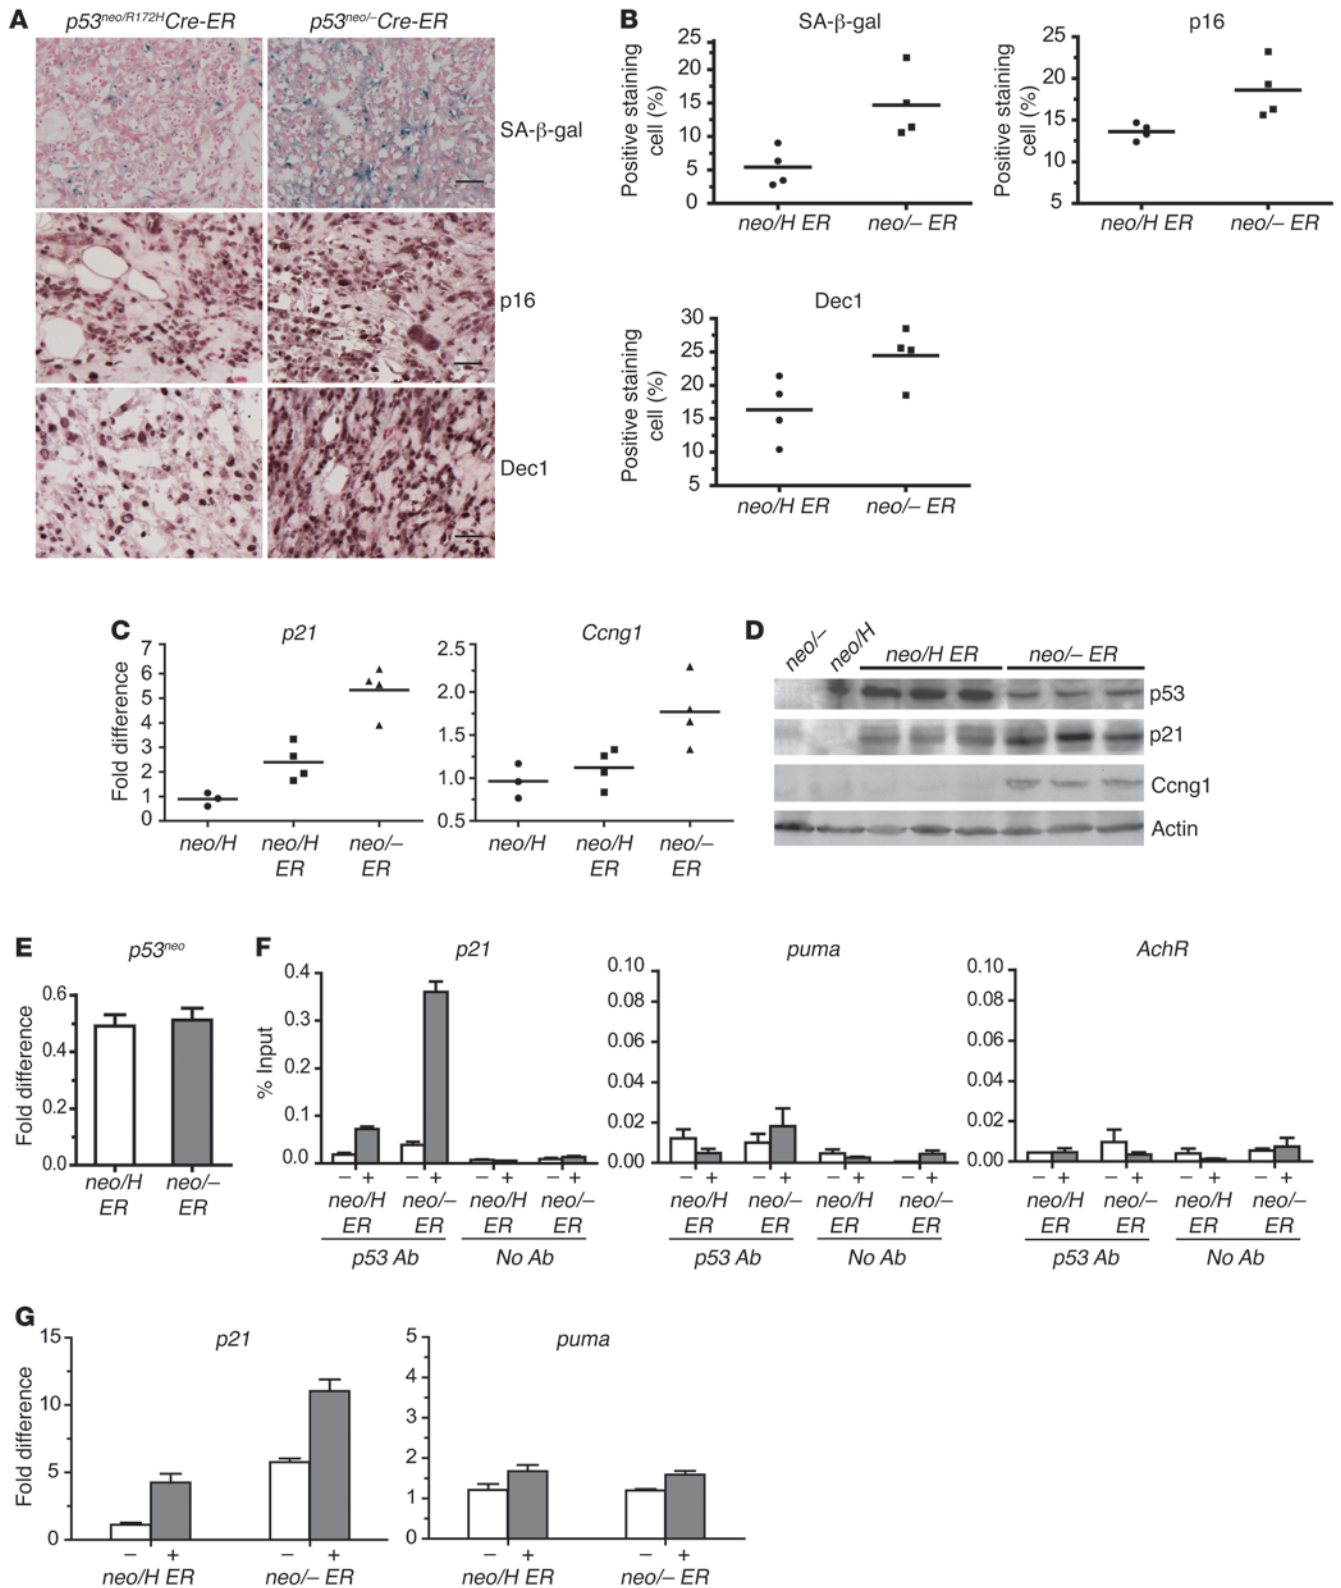 A
p53neo/R172H Cre-ER
p53neo/– Cre-ER
SA-β-gal
p16
Dec1
B
SA-β-gal
Positive staining
cell (%)
25
20
15
10
5
0
neo/H ER
neo/– ER
p16
Positive staining
cell (%)
25
20
15
10
5
neo/H ER
neo/– ER
Dec1
Positive staining
cell (%)
30
25
20
15
10
5
neo/H ER
neo/– ER
C
p21
Fold difference
7
6
5
4
3
2
1
0
neo/H
neo/H
ER
neo/–
ER
Ccng1
2.5
2.0
1.5
1.0
0.5
neo/H
neo/H
ER
neo/–
ER
D
neo/–
neo/H
neo/H ER
neo/– ER
p53
p21
Ccng1
Actin
E
p53neo
Fold difference
0.6
0.4
0.2
0.0
neo/H
ER
neo/–
ER
F
p21
% Input
0.4
0.3
0.2
0.1
0.0
– + – + – + – +
neo/H neo/– neo/H neo/–
ER ER ER ER
p53 Ab No Ab
puma
0.10
0.08
0.06
0.04
0.02
0.00
– + – + – + – +
neo/H neo/– neo/H neo/–
ER ER ER ER
p53 Ab No Ab
AchR
0.10
0.08
0.06
0.04
0.02
0.00
– + – + – + – +
neo/H neo/– neo/H neo/–
ER ER ER ER
p53 Ab No Ab
G
p21
Fold difference
15
10
5
0
– + – +
neo/H ER neo/– ER
puma
5
4
3
2
1
0
– + – +
neo/H ER neo/– ER